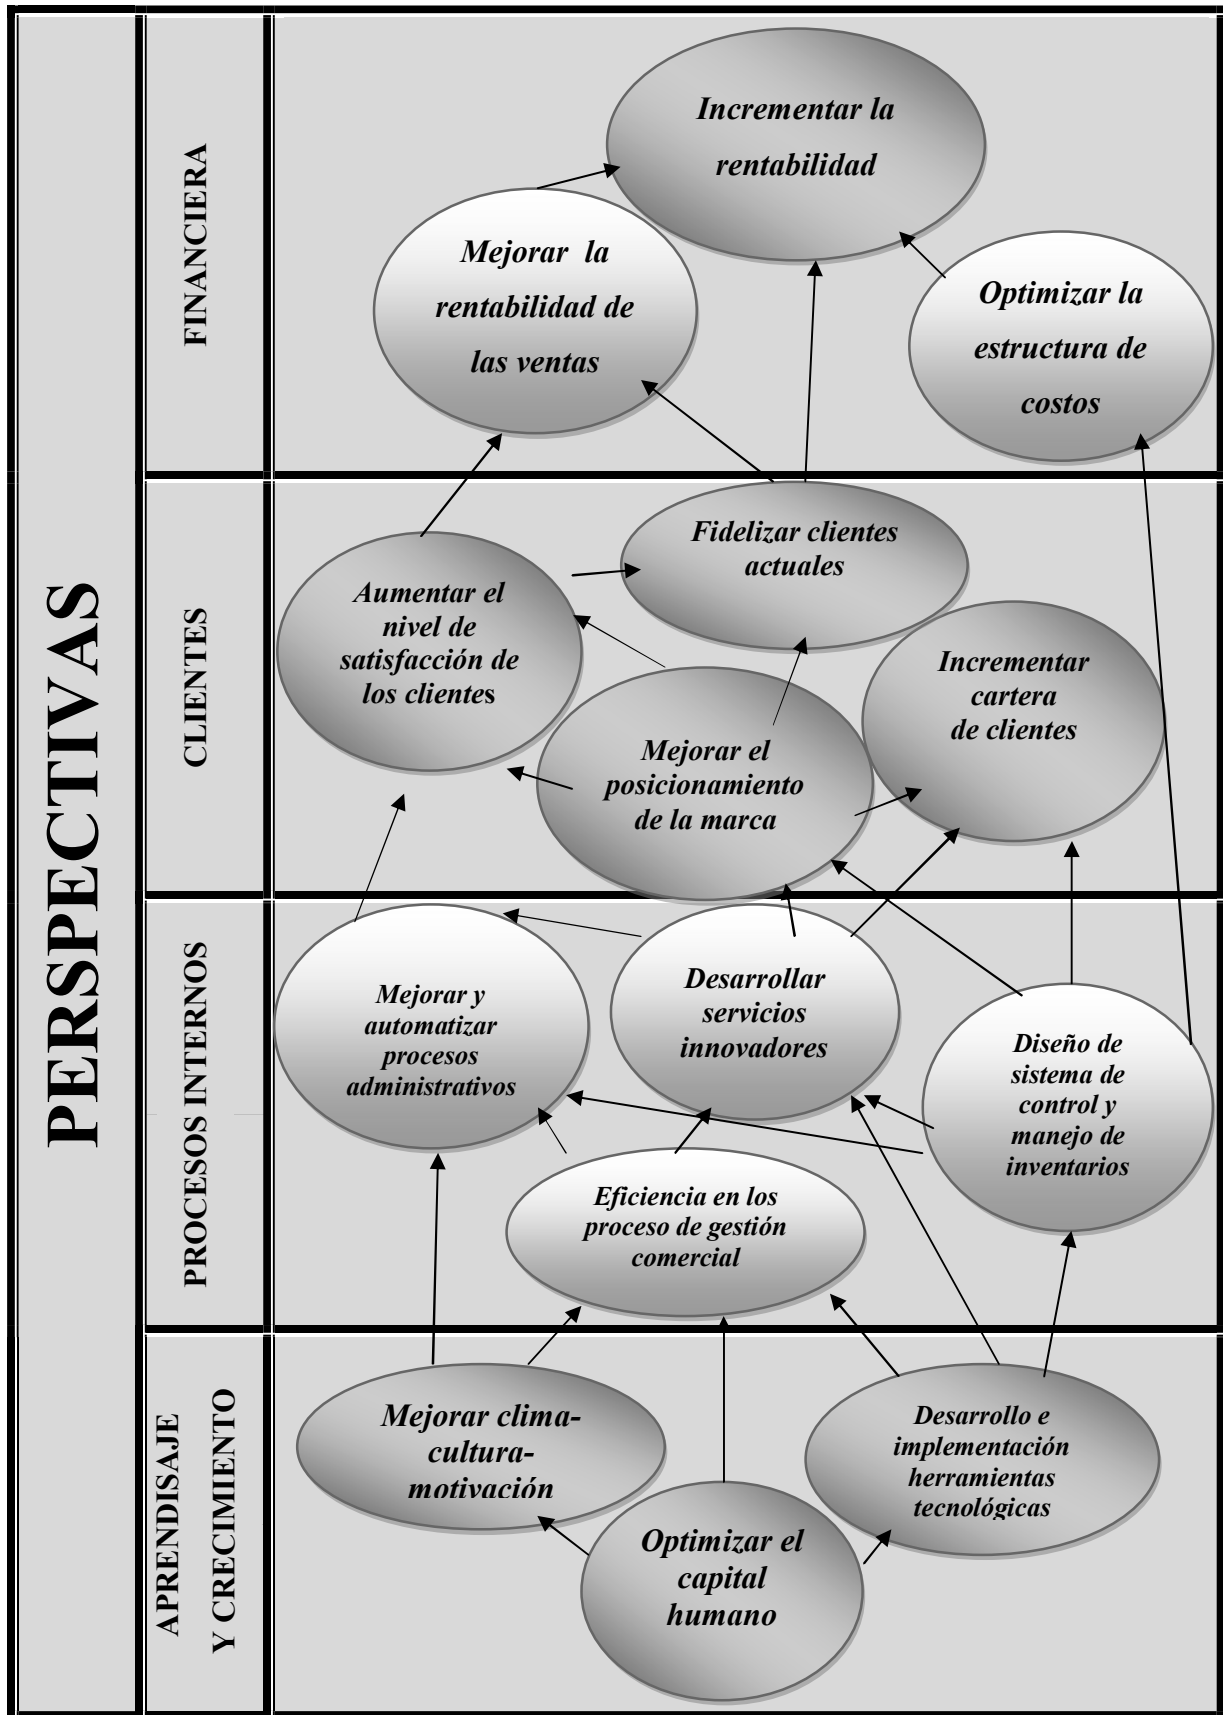 PERSPECTIVAS
FINANCIERA
Incrementar la
rentabilidad
Mejorar la
rentabilidad de
las ventas
Optimizar la
estructura de
costos
CLIENTES
Fidelizar clientes
actuales
Aumentar el
nivel de
satisfacción de
los clientes
Incrementar
cartera
de clientes
Mejorar el
posicionamiento
de la marca
PROCESOS INTERNOS
Mejorar y
automatizar
procesos
administrativos
Desarrollar
servicios
innovadores
Diseño de
sistema de
control y
manejo de
inventarios
Eficiencia en los
proceso de gestión
comercial
APRENDISAJE
Y CRECIMIENTO
Mejorar clima-
cultura-
motivación
Desarrollo e
implementación
herramientas
tecnológicas
Optimizar el
capital
humano